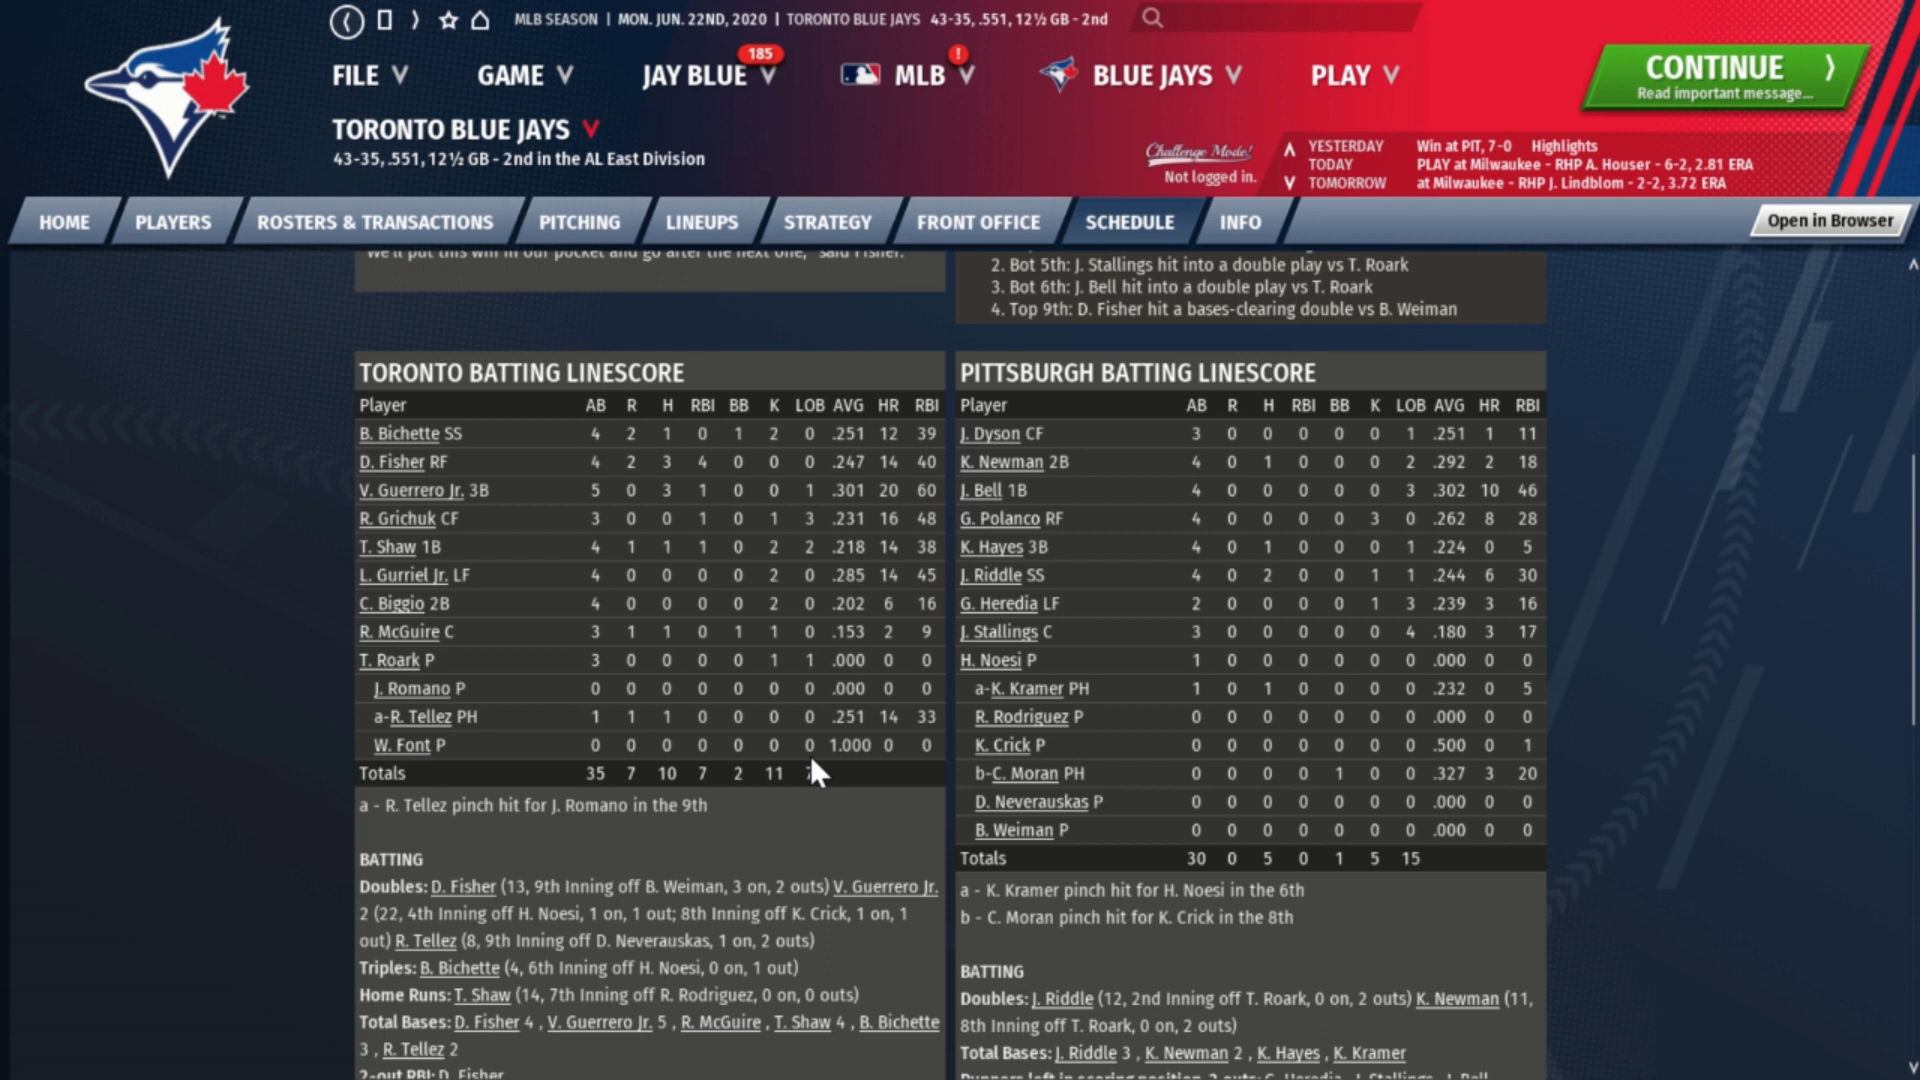 MLB SEASON | MON. JUN. 22ND, 2020 | TORONTO BLUE JAYS 43-35, .551, 12½ GB - 2nd
FILE GAME JAY BLUE 185 MLB ! BLUE JAYS PLAY
CONTINUE
Read important message...
TORONTO BLUE JAYS
43-35, .551, 12½ GB - 2nd in the AL East Division
Challenge Mode!
Not logged in.
YESTERDAY Win at PIT, 7-0 Highlights
TODAY PLAY at Milwaukee - RHP A. Houser - 6-2, 2.81 ERA
TOMORROW at Milwaukee - RHP J. Lindblom - 2-2, 3.72 ERA
HOME PLAYERS ROSTERS & TRANSACTIONS PITCHING LINEUPS STRATEGY FRONT OFFICE SCHEDULE INFO Open in Browser
"We'll put this win in our pocket and go after the next one," said Fisher.
2. Bot 5th: J. Stallings hit into a double play vs T. Roark
3. Bot 6th: J. Bell hit into a double play vs T. Roark
4. Top 9th: D. Fisher hit a bases-clearing double vs B. Weiman
TORONTO BATTING LINESCORE
Player AB R H RBI BB K LOB AVG HR RBI
B. Bichette SS 4 2 1 0 1 2 0 .251 12 39
D. Fisher RF 4 2 3 4 0 0 0 .247 14 40
V. Guerrero Jr. 3B 5 0 3 1 0 0 1 .301 20 60
R. Grichuk CF 3 0 0 1 0 1 3 .231 16 48
T. Shaw 1B 4 1 1 1 0 2 2 .218 14 38
L. Gurriel Jr. LF 4 0 0 0 0 2 0 .285 14 45
C. Biggio 2B 4 0 0 0 0 2 0 .202 6 16
R. McGuire C 3 1 1 0 1 1 0 .153 2 9
T. Roark P 3 0 0 0 0 1 1 .000 0 0
J. Romano P 0 0 0 0 0 0 0 .000 0 0
a-R. Tellez PH 1 1 1 0 0 0 0 .251 14 33
W. Font P 0 0 0 0 0 0 0 1.000 0 0
Totals 35 7 10 7 2 11 7
a - R. Tellez pinch hit for J. Romano in the 9th
BATTING
Doubles: D. Fisher (13, 9th Inning off B. Weiman, 3 on, 2 outs) V. Guerrero Jr.
2 (22, 4th Inning off H. Noesi, 1 on, 1 out; 8th Inning off K. Crick, 1 on, 1
out) R. Tellez (8, 9th Inning off D. Neverauskas, 1 on, 2 outs)
Triples: B. Bichette (4, 6th Inning off H. Noesi, 0 on, 1 out)
Home Runs: T. Shaw (14, 7th Inning off R. Rodriguez, 0 on, 0 outs)
Total Bases: D. Fisher 4 , V. Guerrero Jr. 5 , R. McGuire , T. Shaw 4 , B. Bichette
3 , R. Tellez 2
2-out RBI: D. Fisher
PITTSBURGH BATTING LINESCORE
Player AB R H RBI BB K LOB AVG HR RBI
J. Dyson CF 3 0 0 0 0 0 1 .251 1 11
K. Newman 2B 4 0 1 0 0 0 2 .292 2 18
J. Bell 1B 4 0 0 0 0 0 3 .302 10 46
G. Polanco RF 4 0 0 0 0 3 0 .262 8 28
K. Hayes 3B 4 0 1 0 0 0 1 .224 0 5
J. Riddle SS 4 0 2 0 0 1 1 .244 6 30
G. Heredia LF 2 0 0 0 0 1 3 .239 3 16
J. Stallings C 3 0 0 0 0 0 4 .180 3 17
H. Noesi P 1 0 0 0 0 0 0 .000 0 0
a-K. Kramer PH 1 0 1 0 0 0 0 .232 0 5
R. Rodriguez P 0 0 0 0 0 0 0 .000 0 0
K. Crick P 0 0 0 0 0 0 0 .500 0 1
b-C. Moran PH 0 0 0 0 1 0 0 .327 3 20
D. Neverauskas P 0 0 0 0 0 0 0 .000 0 0
B. Weiman P 0 0 0 0 0 0 0 .000 0 0
Totals 30 0 5 0 1 5 15
a - K. Kramer pinch hit for H. Noesi in the 6th
b - C. Moran pinch hit for K. Crick in the 8th
BATTING
Doubles: J. Riddle (12, 2nd Inning off T. Roark, 0 on, 2 outs) K. Newman (11,
8th Inning off T. Roark, 0 on, 2 outs)
Total Bases: J. Riddle 3 , K. Newman 2 , K. Hayes , K. Kramer
Runners left in scoring position, 2 outs: G. Heredia , J. Stallings , J. Bell